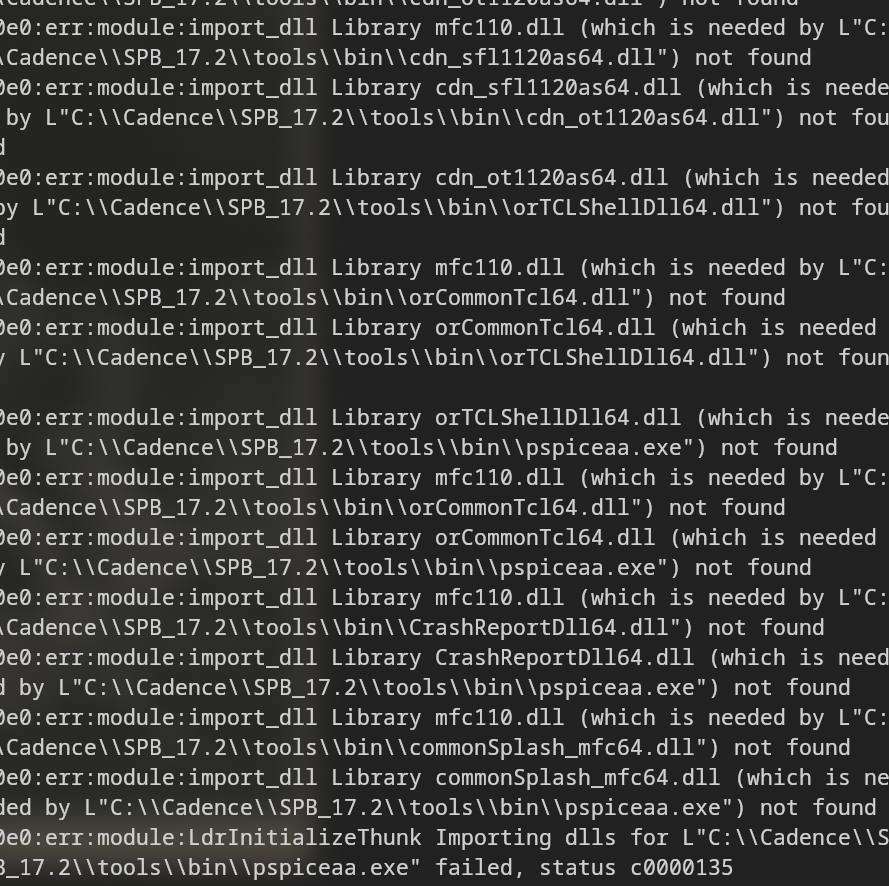 \cadence\\SPB_17.2\\tools\\bin\\cdn_ot1120as64.dll") not found
0e0:err:module:import_dll Library mfc110.dll (which is needed by L"C:
\Cadence\\SPB_17.2\\tools\\bin\\cdn_sfl1120as64.dll") not found
0e0:err:module:import_dll Library cdn_sfl1120as64.dll (which is neede
by L"C:\\Cadence\\SPB_17.2\\tools\\bin\\cdn_ot1120as64.dll") not fou
d
0e0:err:module:import_dll Library cdn_ot1120as64.dll (which is needed
by L"C:\\Cadence\\SPB_17.2\\tools\\bin\\orTCLShellDll64.dll") not fou
d
0e0:err:module:import_dll Library mfc110.dll (which is needed by L"C:
\Cadence\\SPB_17.2\\tools\\bin\\orCommonTcl64.dll") not found
0e0:err:module:import_dll Library orCommonTcl64.dll (which is needed
y L"C:\\Cadence\\SPB_17.2\\tools\\bin\\orTCLShellDll64.dll") not foun
0e0:err:module:import_dll Library orTCLShellDll64.dll (which is neede
by L"C:\\Cadence\\SPB_17.2\\tools\\bin\\pspiceaa.exe") not found
0e0:err:module:import_dll Library mfc110.dll (which is needed by L"C:
\Cadence\\SPB_17.2\\tools\\bin\\orCommonTcl64.dll") not found
0e0:err:module:import_dll Library orCommonTcl64.dll (which is needed
y L"C:\\Cadence\\SPB_17.2\\tools\\bin\\pspiceaa.exe") not found
0e0:err:module:import_dll Library mfc110.dll (which is needed by L"C:
\Cadence\\SPB_17.2\\tools\\bin\\CrashReportDll64.dll") not found
0e0:err:module:import_dll Library CrashReportDll64.dll (which is need
d by L"C:\\Cadence\\SPB_17.2\\tools\\bin\\pspiceaa.exe") not found
0e0:err:module:import_dll Library mfc110.dll (which is needed by L"C:
\Cadence\\SPB_17.2\\tools\\bin\\commonSplash_mfc64.dll") not found
0e0:err:module:import_dll Library commonSplash_mfc64.dll (which is ne
ded by L"C:\\Cadence\\SPB_17.2\\tools\\bin\\pspiceaa.exe") not found
0e0:err:module:LdrInitializeThunk Importing dlls for L"C:\\Cadence\\S
B_17.2\\tools\\bin\\pspiceaa.exe" failed, status c0000135